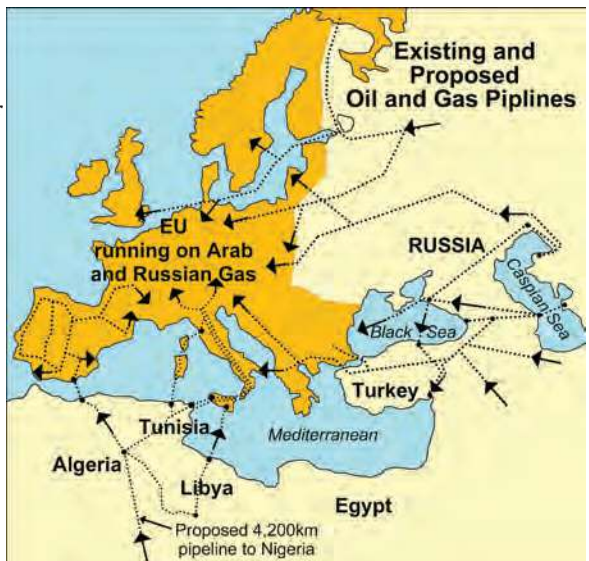 Existing and
Proposed
Oil and Gas Piplines
EU
running on Arab
and Russian Gas
RUSSIA
Caspian Sea
Black Sea
Turkey
Tunisia
Mediterranean
Algeria
Libya
Egypt
Proposed 4,200km
pipeline to Nigeria